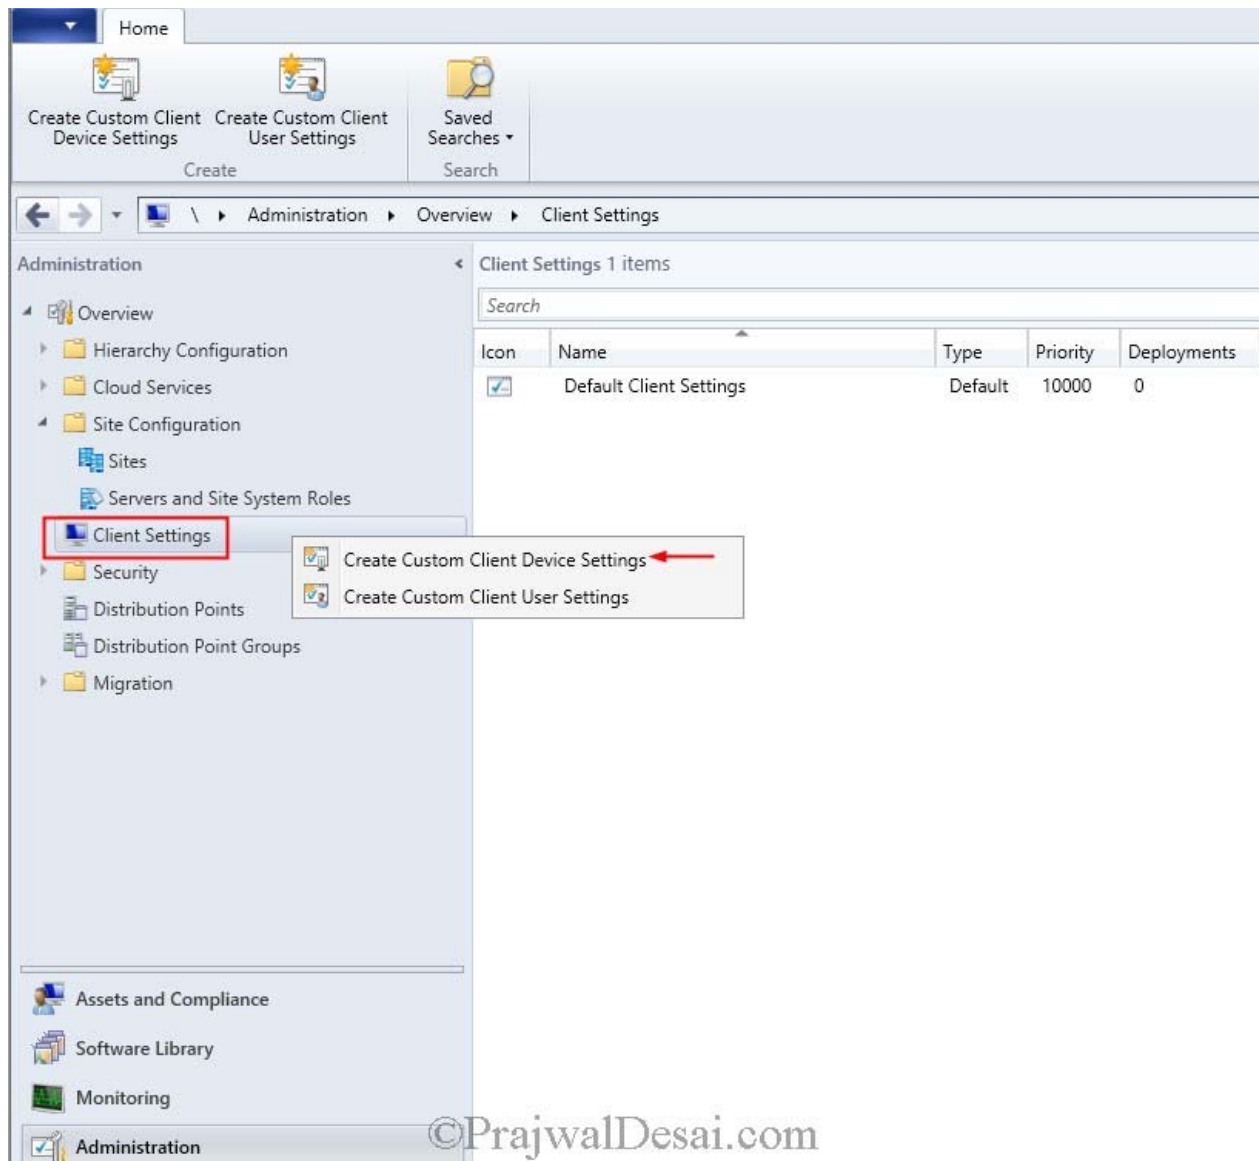 Home
Create Custom Client Device Settings
Create Custom Client User Settings
Saved Searches
Create
Search
\ Administration Overview Client Settings
Administration
Client Settings 1 items
Overview
Search
Hierarchy Configuration
Icon Name Type Priority Deployments
Cloud Services
Default Client Settings Default 10000 0
Site Configuration
Sites
Servers and Site System Roles
Client Settings
Create Custom Client Device Settings
Security
Create Custom Client User Settings
Distribution Points
Distribution Point Groups
Migration
Assets and Compliance
Software Library
Monitoring
Administration
©PrajwalDesai.com